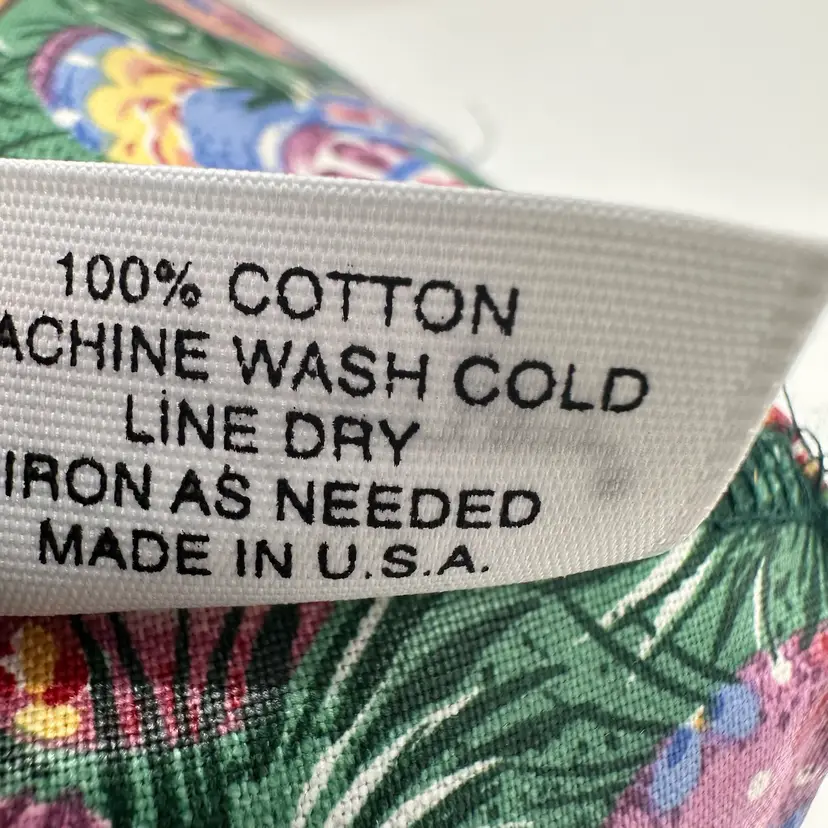 100% COTTON
ACHINE WASH COLD
LINE DRY
IRON AS NEEDED
MADE IN U.S.A.